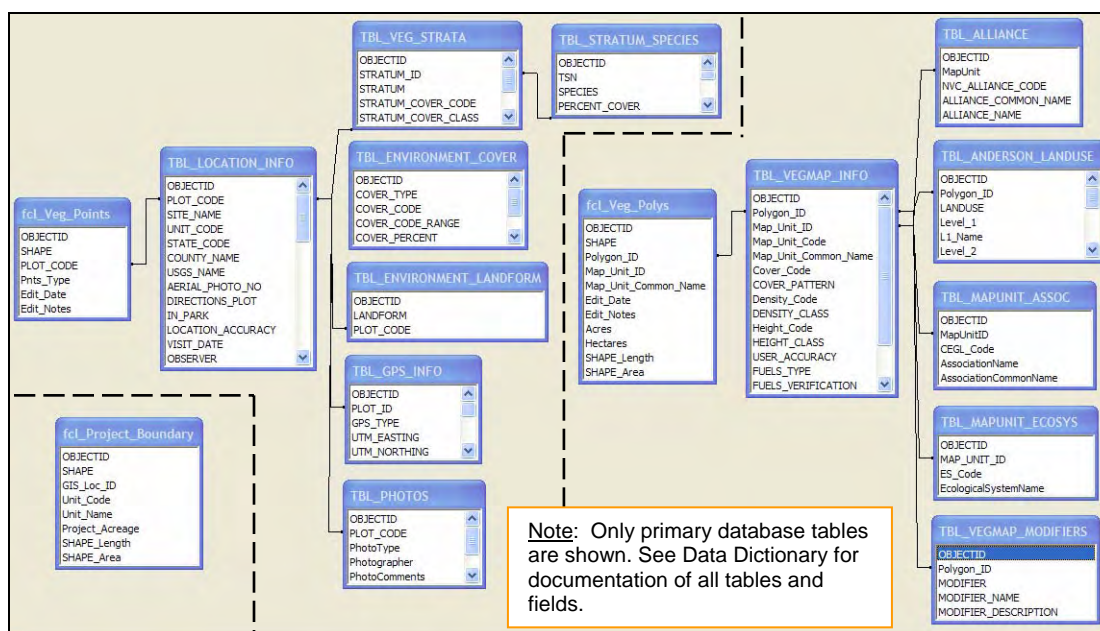 TBL_VEG_STRATA
OBJECTID
STRATUM_ID
STRATUM
STRATUM_COVER_CODE
STRATUM_COVER_CLASS
TBL_STRATUM_SPECIES
OBJECTID
TSN
SPECIES
PERCENT_COVER
TBL_LOCATION_INFO
OBJECTID
PLOT_CODE
SITE_NAME
UNIT_CODE
STATE_CODE
COUNTY_NAME
USGS_NAME
AERIAL_PHOTO_NO
DIRECTIONS_PLOT
IN_PARK
LOCATION_ACCURACY
VISIT_DATE
OBSERVER
fcl_Veg_Points
OBJECTID
SHAPE
PLOT_CODE
Pnts_Type
Edit_Date
Edit_Notes
TBL_ENVIRONMENT_COVER
OBJECTID
COVER_TYPE
COVER_CODE
COVER_CODE_RANGE
COVER_PERCENT
TBL_ENVIRONMENT_LANDFORM
OBJECTID
LANDFORM
PLOT_CODE
TBL_GPS_INFO
OBJECTID
PLOT_ID
GPS_TYPE
UTM_EASTING
UTM_NORTHING
TBL_PHOTOS
OBJECTID
PLOT_CODE
PhotoType
Photographer
PhotoComments
fcl_Project_Boundary
OBJECTID
SHAPE
GIS_Loc_ID
Unit_Code
Unit_Name
Project_Acreage
SHAPE_Length
SHAPE_Area
fcl_Veg_Polys
OBJECTID
SHAPE
Polygon_ID
Map_Unit_ID
Map_Unit_Common_Name
Edit_Date
Edit_Notes
Acres
Hectares
SHAPE_Length
SHAPE_Area
TBL_VEGMAP_INFO
OBJECTID
Polygon_ID
Map_Unit_ID
Map_Unit_Code
Map_Unit_Common_Name
Cover_Code
COVER_PATTERN
Density_Code
DENSITY_CLASS
Height_Code
HEIGHT_CLASS
USER_ACCURACY
FUELS_TYPE
FUELS_VERIFICATION
TBL_ALLIANCE
OBJECTID
MapUnit
NVC_ALLIANCE_CODE
ALLIANCE_COMMON_NAME
ALLIANCE_NAME
TBL_ANDERSON_LANDUSE
OBJECTID
Polygon_ID
LANDUSE
Level_1
L1_Name
Level_2
TBL_MAPUNIT_ASSOC
OBJECTID
MapUnitID
CEGL_Code
AssociationName
AssociationCommonName
TBL_MAPUNIT_ECOSYS
OBJECTID
MAP_UNIT_ID
ES_Code
EcologicalSystemName
TBL_VEGMAP_MODIFIERS
OBJECTID
Polygon_ID
MODIFIER
MODIFIER_NAME
MODIFIER_DESCRIPTION
Note: Only primary database tables
are shown. See Data Dictionary for
documentation of all tables and
fields.